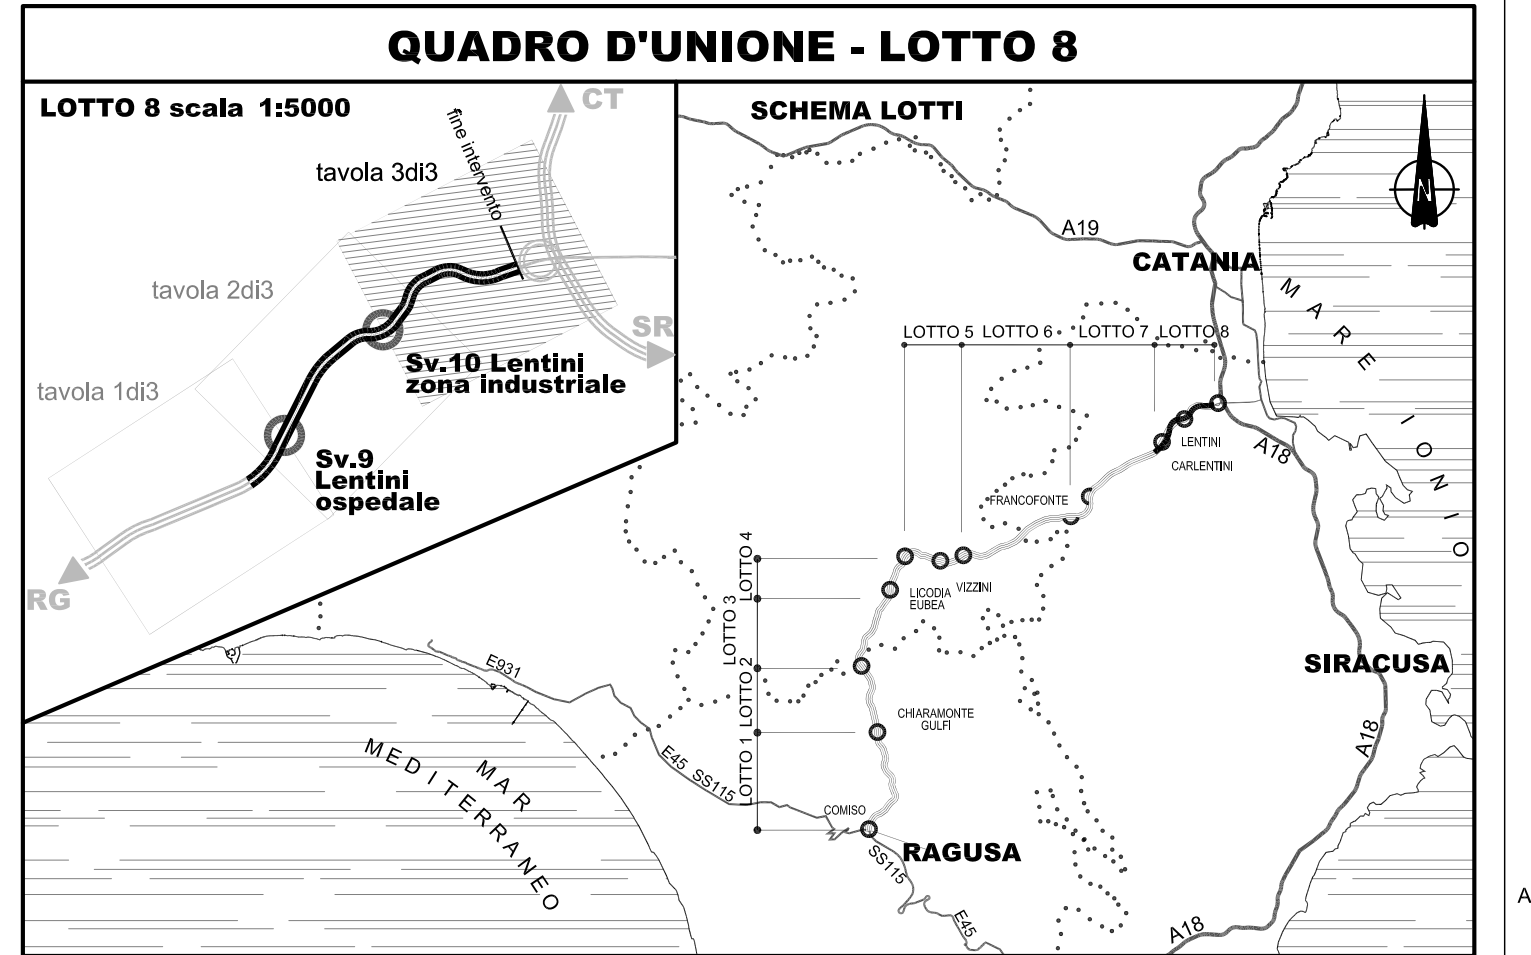 QUADRO D'UNIONE - LOTTO 8
LOTTO 8 scala 1:5000
CT
fine intervento
tavola 3di3
tavola 2di3
tavola 1di3
SR
Sv.10 Lentini
zona industriale
Sv.9
Lentini
ospedale
RG
SCHEMA LOTTI
N
A19
CATANIA
MARE IONIO
LOTTO 5
LOTTO 6
LOTTO 7
LOTTO 8
LENTINI
CARLENTINI
A18
FRANCOFONTE
LOTTO 4
LOTTO 3
LOTTO 2
LOTTO 1
LICODIA
EUBEA
VIZZINI
SIRACUSA
E931
CHIARAMONTE
GULFI
A18
MAR
MEDITERRANEO
E45 SS115
COMISO
RAGUSA
SS115
E45
A18
A